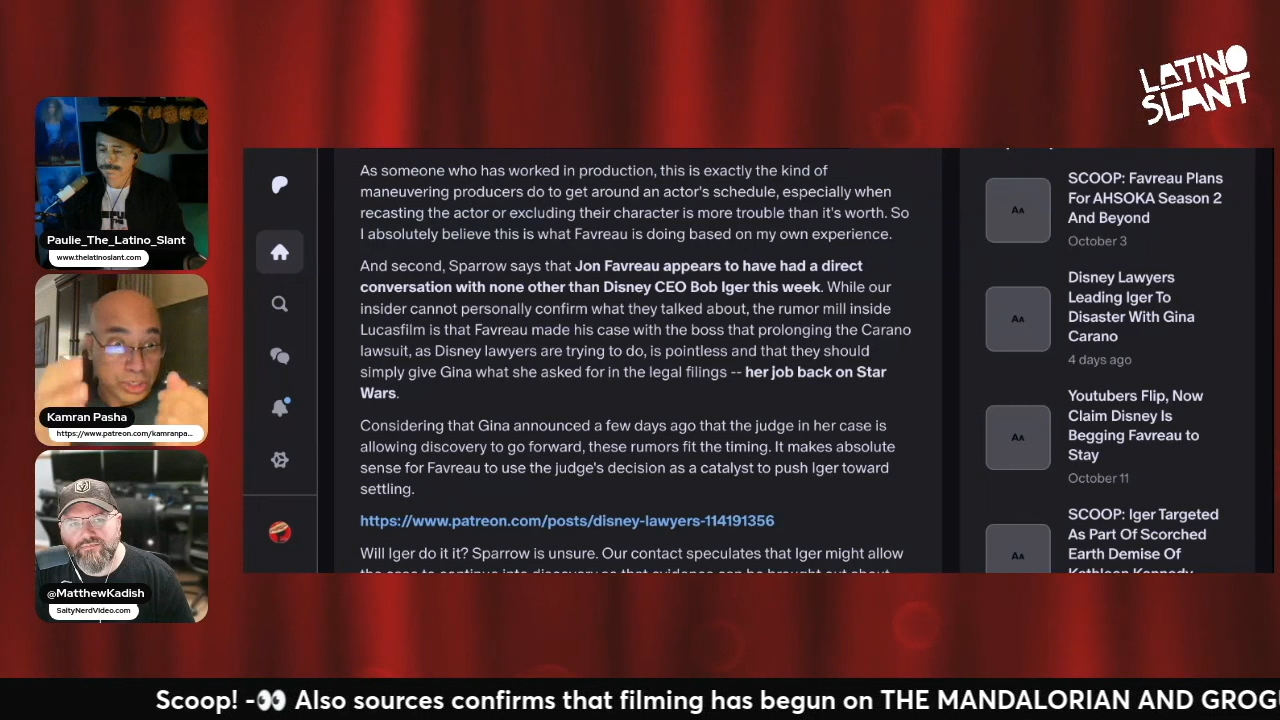 LATINO
SLANT
Paulie_The_Latino_Slant
www.thelatinoslant.com
Kamran Pasha
https://www.patreon.com/kamranpa...
@MatthewKadish
SaltyNerdVideo.com
As someone who has worked in production, this is exactly the kind of
maneuvering producers do to get around an actor's schedule, especially when
recasting the actor or excluding their character is more trouble than it's worth. So
I absolutely believe this is what Favreau is doing based on my own experience.
And second, Sparrow says that Jon Favreau appears to have had a direct
conversation with none other than Disney CEO Bob Iger this week. While our
insider cannot personally confirm what they talked about, the rumor mill inside
Lucasfilm is that Favreau made his case with the boss that prolonging the Carano
lawsuit, as Disney lawyers are trying to do, is pointless and that they should
simply give Gina what she asked for in the legal filings -- her job back on Star
Wars.
Considering that Gina announced a few days ago that the judge in her case is
allowing discovery to go forward, these rumors fit the timing. It makes absolute
sense for Favreau to use the judge's decision as a catalyst to push Iger toward
settling.
https://www.patreon.com/posts/disney-lawyers-114191356
Will Iger do it it? Sparrow is unsure. Our contact speculates that Iger might allow
AA
SCOOP: Favreau Plans
For AHSOKA Season 2
And Beyond
October 3
AA
Disney Lawyers
Leading Iger To
Disaster With Gina
Carano
4 days ago
AA
Youtubers Flip, Now
Claim Disney Is
Begging Favreau to
Stay
October 11
AA
SCOOP: Iger Targeted
As Part Of Scorched
Earth Demise Of
Kathleen Kennedy
Scoop! -👀 Also sources confirms that filming has begun on THE MANDALORIAN AND GROG